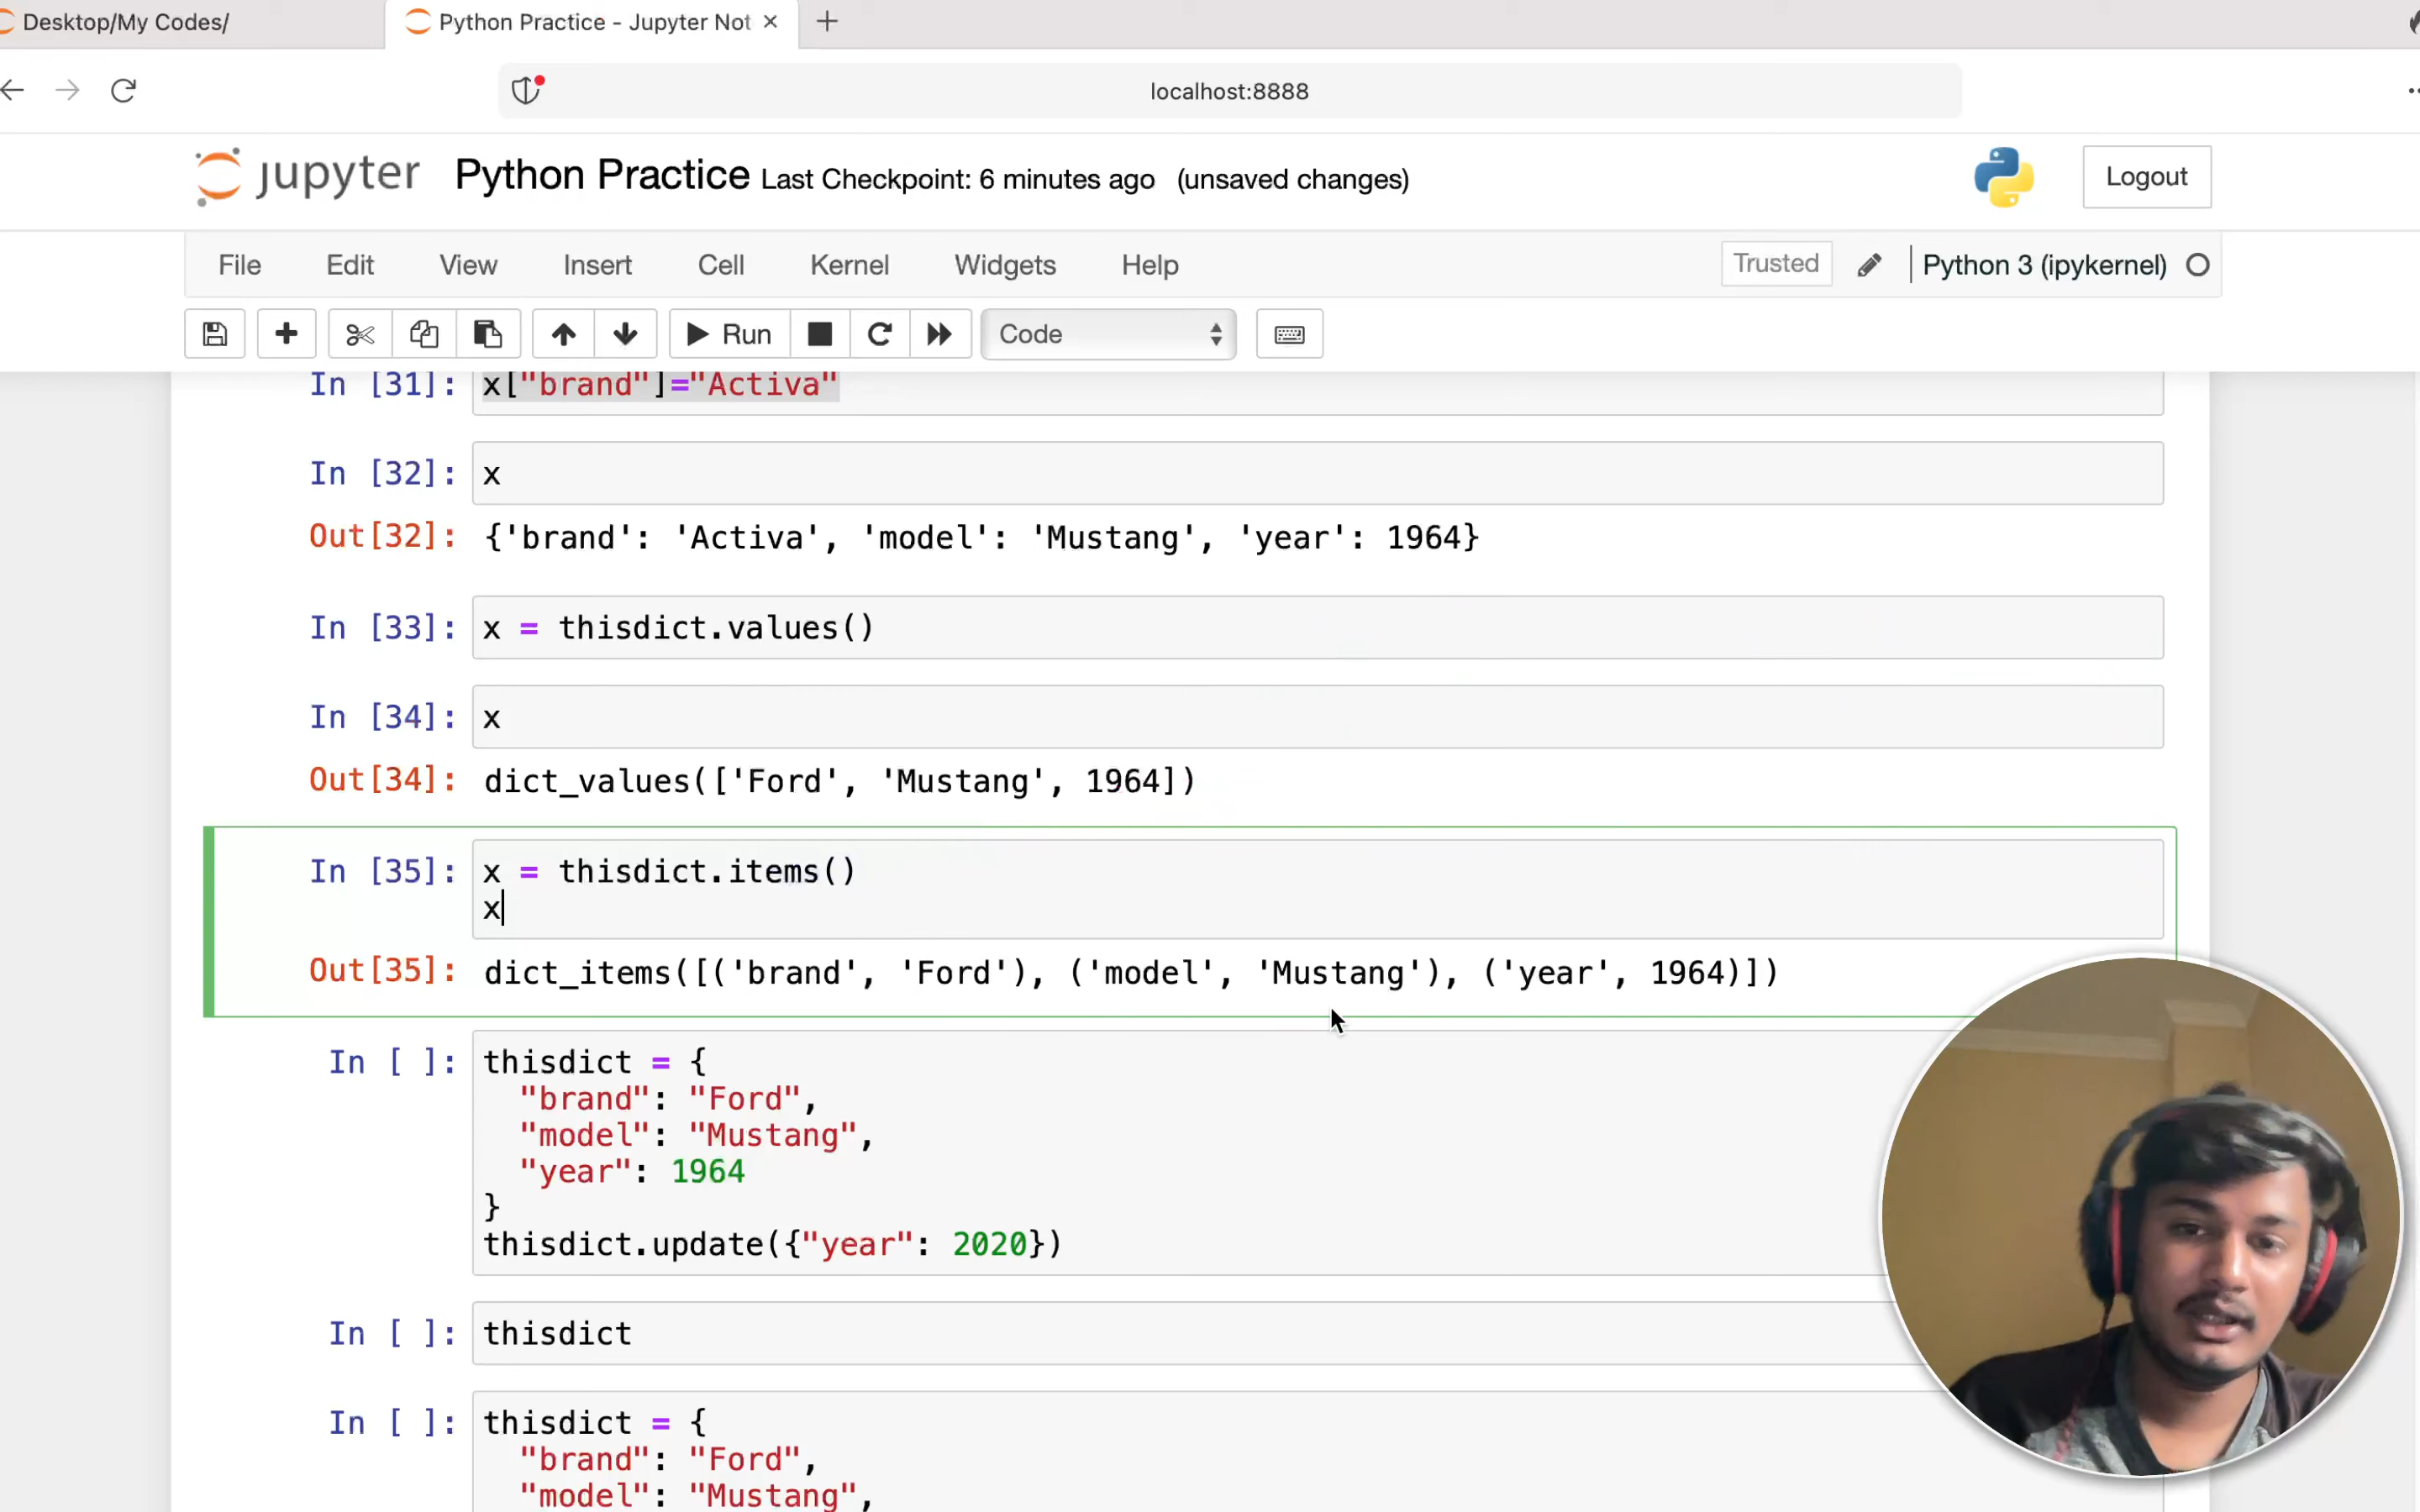 Desktop/My Codes/
Python Practice - Jupyter Not
localhost:8888
jupyter Python Practice Last Checkpoint: 6 minutes ago (unsaved changes)
Logout
File Edit View Insert Cell Kernel Widgets Help
Trusted Python 3 (ipykernel)
Run Code
In [31]: x["brand"]="Activa"
In [32]: x
Out[32]: {'brand': 'Activa', 'model': 'Mustang', 'year': 1964}
In [33]: x = thisdict.values()
In [34]: x
Out[34]: dict_values(['Ford', 'Mustang', 1964])
In [35]: x = thisdict.items()
x
Out[35]: dict_items([('brand', 'Ford'), ('model', 'Mustang'), ('year', 1964)])
In [ ]: thisdict = {
"brand": "Ford",
"model": "Mustang",
"year": 1964
}
thisdict.update({"year": 2020})
In [ ]: thisdict
In [ ]: thisdict = {
"brand": "Ford",
"model": "Mustang",